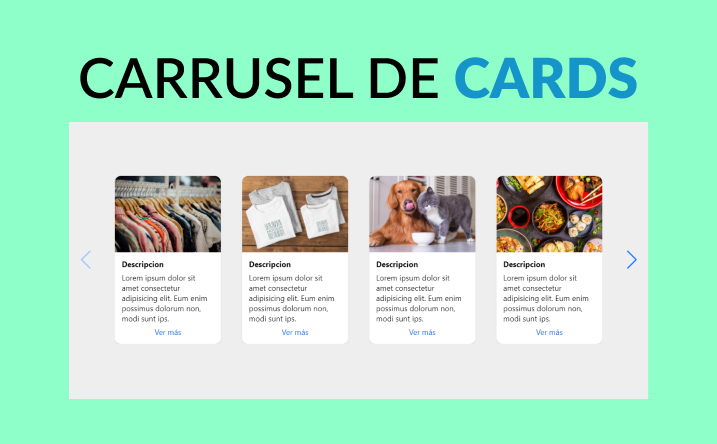 CARRUSEL DE CARDS
Descripcion
Lorem ipsum dolor sit
amet consectetur
adipisicing elit. Eum enim
possimus dolorum non,
modi sunt ips.
Ver más
Descripcion
Lorem ipsum dolor sit
amet consectetur
adipisicing elit. Eum enim
possimus dolorum non,
modi sunt ips.
Ver más
Descripcion
Lorem ipsum dolor sit
amet consectetur
adipisicing elit. Eum enim
possimus dolorum non,
modi sunt ips.
Ver más
Descripcion
Lorem ipsum dolor sit
amet consectetur
adipisicing elit. Eum enim
possimus dolorum non,
modi sunt ips.
Ver más